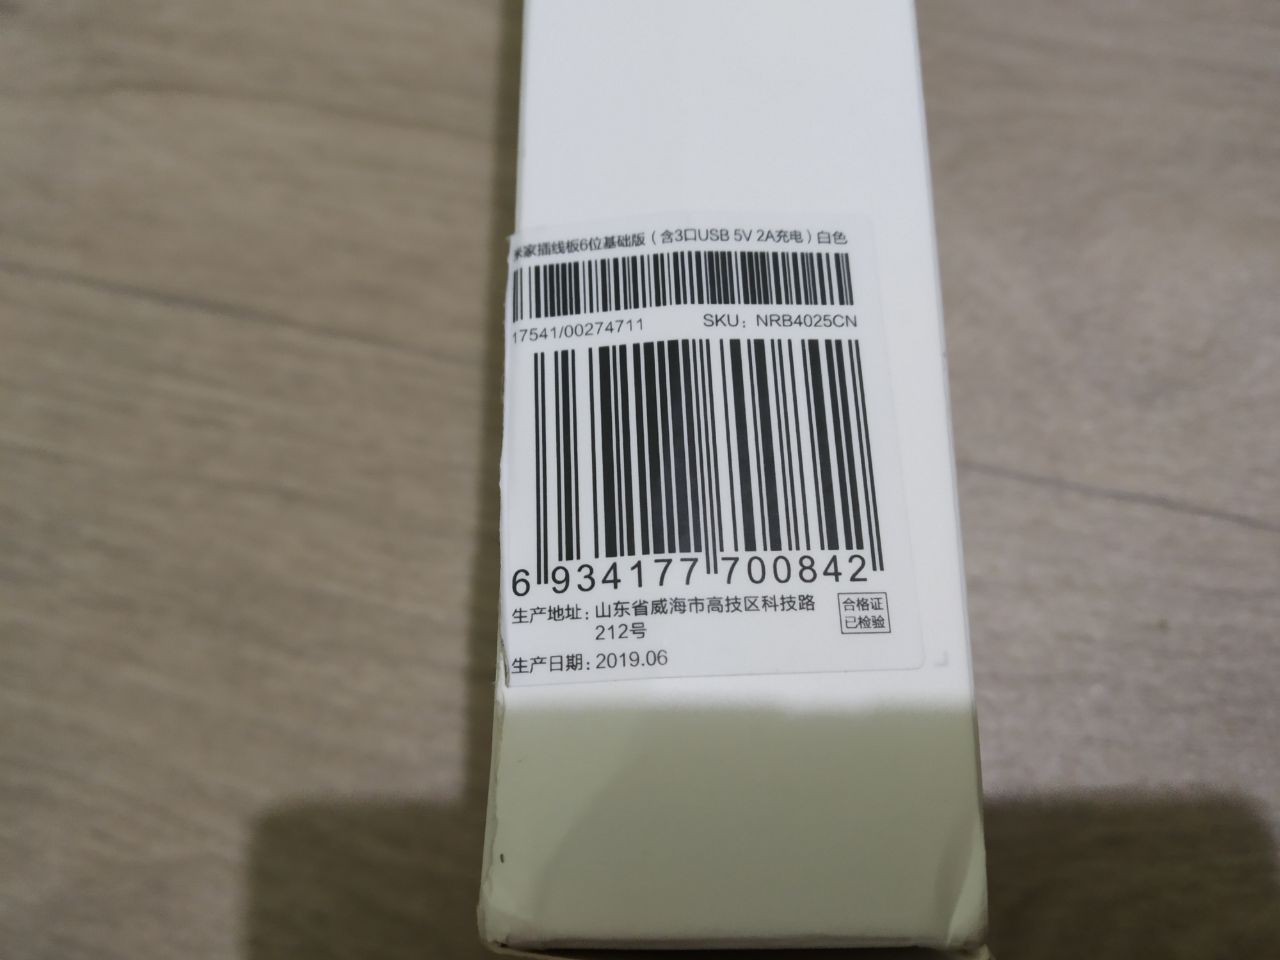 米家插线板6位基础版（含3口USB 5V 2A充电）白色
17541/00274711 SKU：NRB4025CN
6 934177 700842
生产地址：山东省威海市高技区科技路
212号
合格证
已检验
生产日期：2019.06